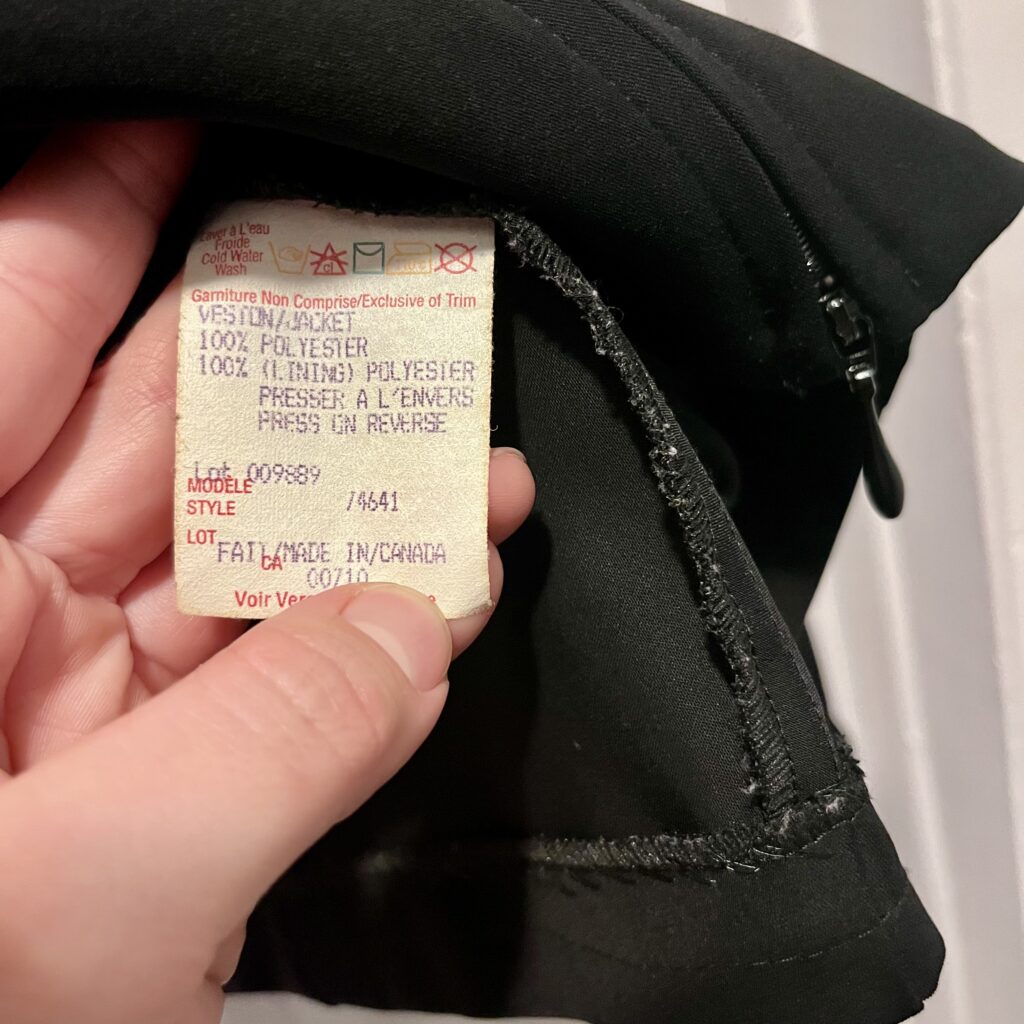 Laver à L'eau
Froide
Cold Water
Wash
cl
Garniture Non Comprise/Exclusive of Trim
VESTON/JACKET
100% POLYESTER
100% (LINING) POLYESTER
PRESSER A L'ENVERS
PRESS ON REVERSE
Lot 009889
MODÈLE
STYLE /4641
LOT
FAIT/MADE IN/CANADA
CA
00710
Voir